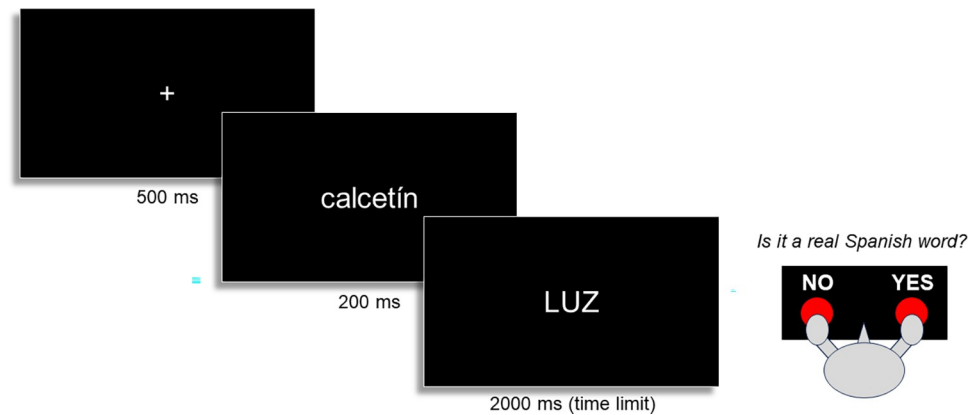 +
500 ms
calcetín
200 ms
LUZ
2000 ms (time limit)
Is it a real Spanish word?
NO YES